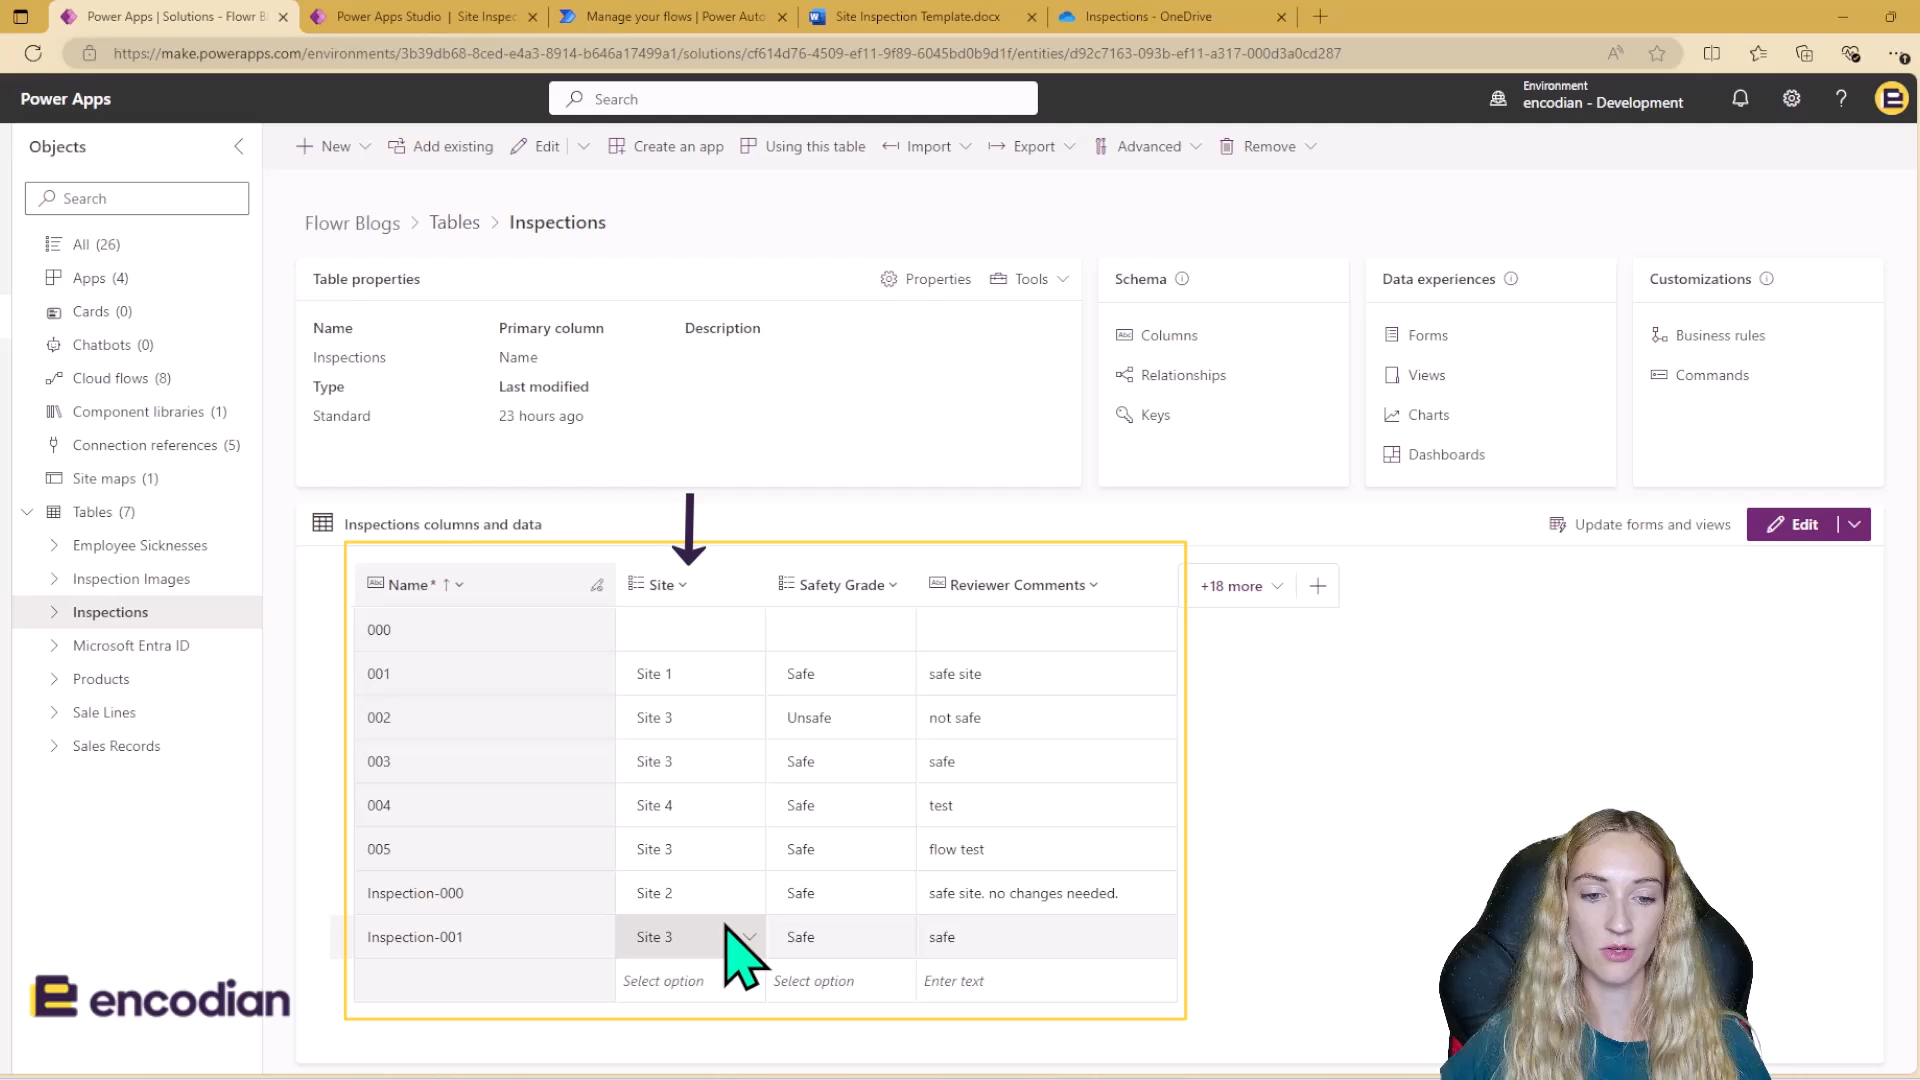 Power Apps | Solutions - Flowr B
Power Apps Studio | Site Inspec
Manage your flows | Power Auto
Site Inspection Template.docx
Inspections - OneDrive
https://make.powerapps.com/environments/3b39db68-8ced-e4a3-8914-b646a17499a1/solutions/cf614d76-4509-ef11-9f89-6045bd0b9d1f/entities/d92c7163-093b-ef11-a317-000d3a0cd287
Power Apps
Search
Environment
encodian - Development
Objects
New
Add existing
Edit
Create an app
Using this table
Import
Export
Advanced
Remove
Search
All (26)
Apps (4)
Cards (0)
Chatbots (0)
Cloud flows (8)
Component libraries (1)
Connection references (5)
Site maps (1)
Tables (7)
Employee Sicknesses
Inspection Images
Inspections
Microsoft Entra ID
Products
Sale Lines
Sales Records
Flowr Blogs > Tables > Inspections
Table properties
Properties
Tools
Name
Primary column
Description
Inspections
Name
Type
Last modified
Standard
23 hours ago
Schema
Columns
Relationships
Keys
Data experiences
Forms
Views
Charts
Dashboards
Customizations
Business rules
Commands
Inspections columns and data
Update forms and views
Edit
Abc Name * ↑
Site
Safety Grade
Abc Reviewer Comments
+18 more
000
001 Site 1 Safe safe site
002 Site 3 Unsafe not safe
003 Site 3 Safe safe
004 Site 4 Safe test
005 Site 3 Safe flow test
Inspection-000 Site 2 Safe safe site. no changes needed.
Inspection-001 Site 3 Safe safe
Select option Select option Enter text
encodian